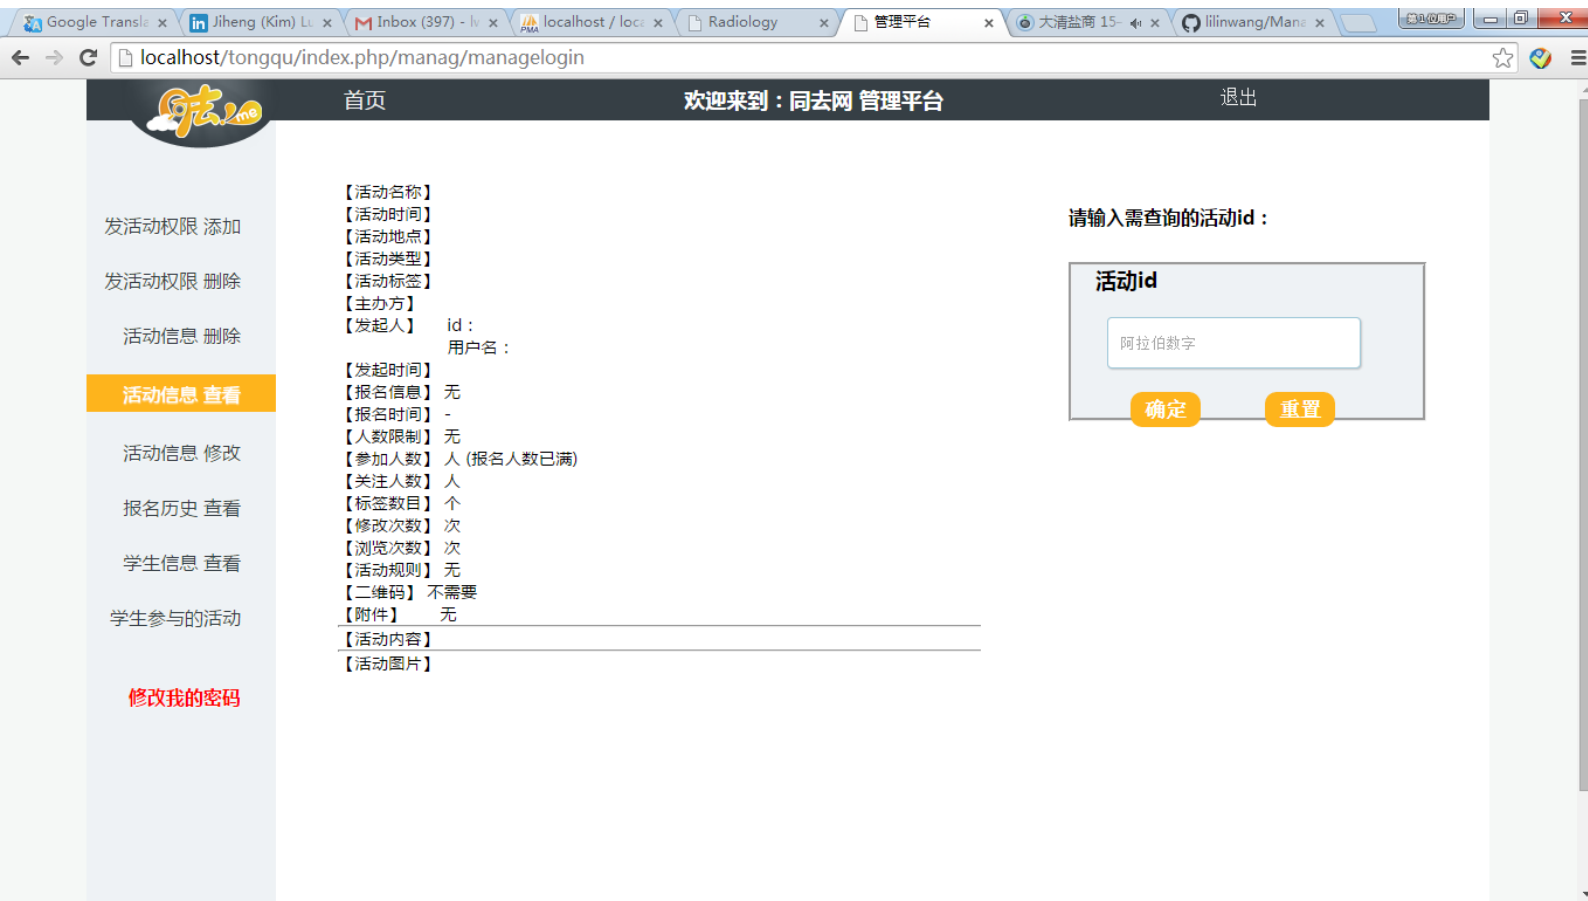 Google Transla
Jiheng (Kim) Lu
Inbox (397) - lv
localhost / loca
Radiology
管理平台
大清盐商 15-
lilinwang/Mana
localhost/tongqu/index.php/manag/managelogin
首页
欢迎来到：同去网 管理平台
退出
me
发活动权限 添加
发活动权限 删除
活动信息 删除
活动信息 查看
活动信息 修改
报名历史 查看
学生信息 查看
学生参与的活动
修改我的密码
【活动名称】
【活动时间】
【活动地点】
【活动类型】
【活动标签】
【主办方】
【发起人】 id：
用户名：
【发起时间】
【报名信息】 无
【报名时间】 -
【人数限制】 无
【参加人数】 人 (报名人数已满)
【关注人数】 人
【标签数目】 个
【修改次数】 次
【浏览次数】 次
【活动规则】 无
【二维码】 不需要
【附件】 无
【活动内容】
【活动图片】
请输入需查询的活动id：
活动id
阿拉伯数字
确定 重置